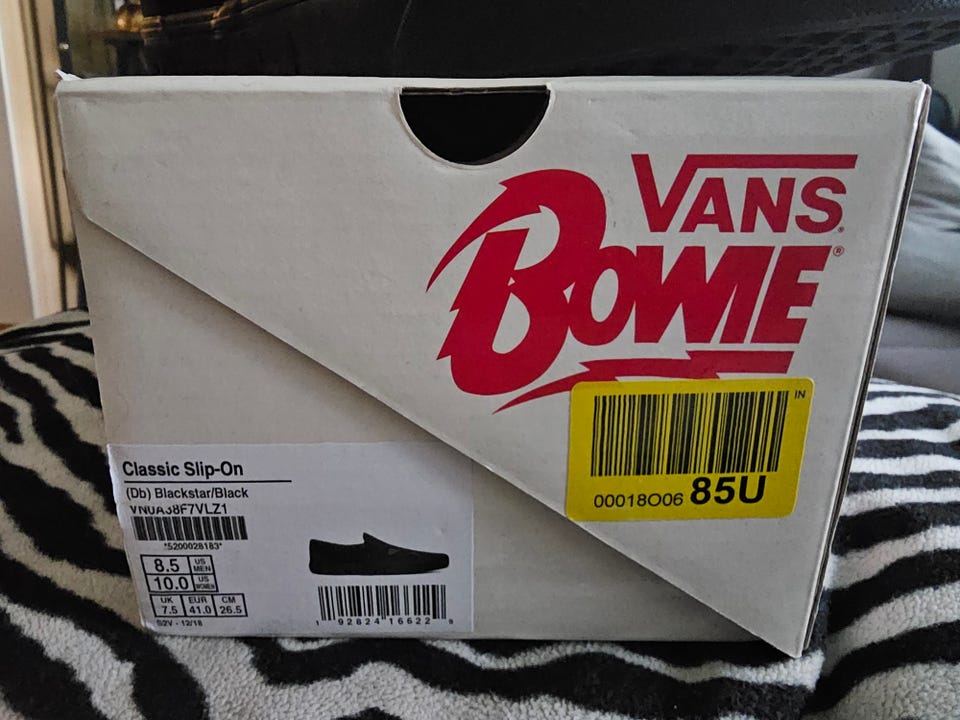 VANS®
BOWIE®
IN
00018O06 85U
Classic Slip-On
(Db) Blackstar/Black
VN0A38F7VLZ1
*5200028183*
8.5 US MEN
10.0 US WOMEN
UK EUR CM
7.5 41.0 26.5
S2V - 12/18
1 92824 16622 9